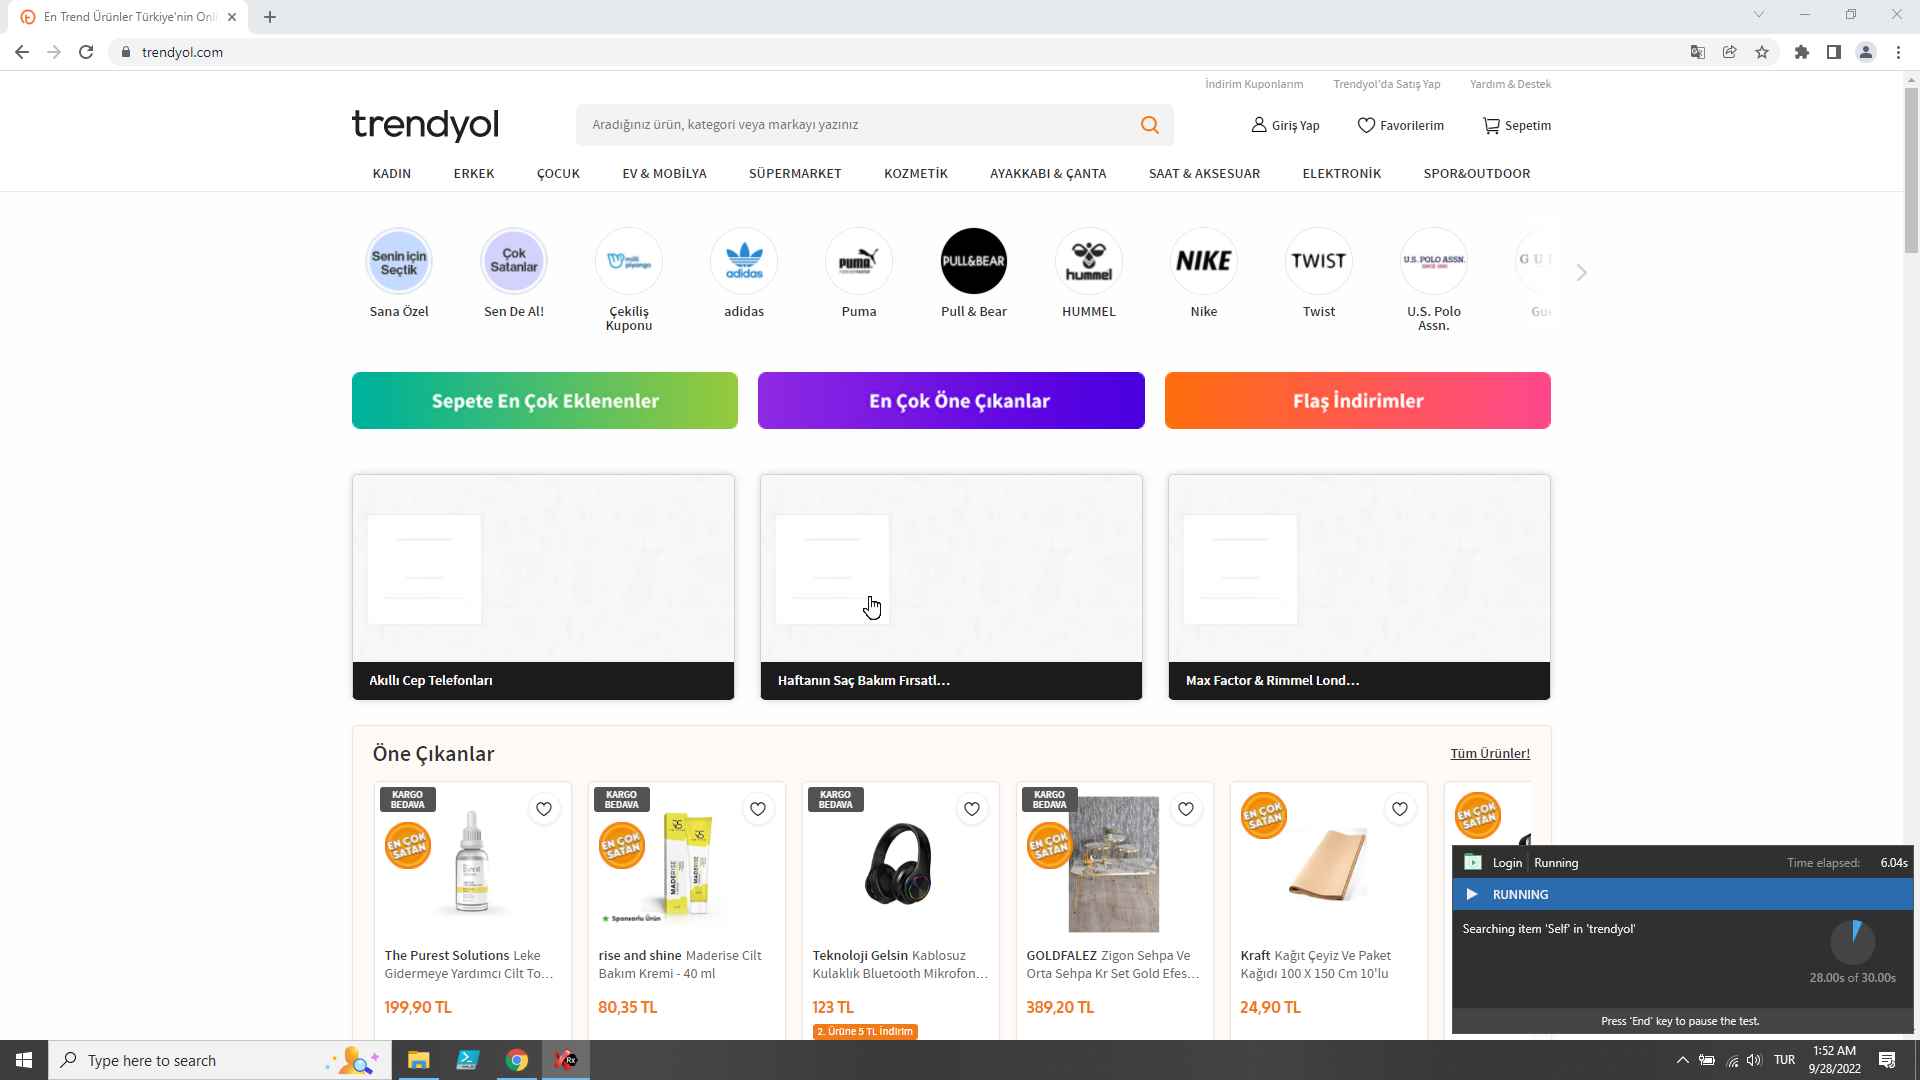 En Trend Ürünler Türkiye'nin Onli
trendyol.com
İndirim Kuponlarım
Trendyol'da Satış Yap
Yardım & Destek
trendyol
Aradığınız ürün, kategori veya markayı yazınız
Giriş Yap
Favorilerim
Sepetim
KADIN
ERKEK
ÇOCUK
EV & MOBİLYA
SÜPERMARKET
KOZMETİK
AYAKKABI & ÇANTA
SAAT & AKSESUAR
ELEKTRONİK
SPOR&OUTDOOR
Senin için
Seçtik
Çok
Satanlar
milli
piyango
adidas
PUMA
PULL&BEAR
hummel
NIKE
TWIST
U.S. POLO ASSN.
SINCE 1890
G U
Sana Özel
Sen De Al!
Çekiliş
Kuponu
adidas
Puma
Pull & Bear
HUMMEL
Nike
Twist
U.S. Polo
Assn.
Gu
Sepete En Çok Eklenenler
En Çok Öne Çıkanlar
Flaş İndirimler
Akıllı Cep Telefonları
Haftanın Saç Bakım Fırsatl...
Max Factor & Rimmel Lond...
Öne Çıkanlar
Tüm Ürünler!
KARGO
BEDAVA
EN ÇOK
SATAN
KARGO
BEDAVA
EN ÇOK
SATAN
MADERISE
MADERISE
Sponsorlu Ürün
KARGO
BEDAVA
KARGO
BEDAVA
EN ÇOK
SATAN
EN ÇOK
SATAN
EN ÇOK
SATAN
The Purest Solutions Leke
Gidermeye Yardımcı Cilt To...
199,90 TL
rise and shine Maderise Cilt
Bakım Kremi - 40 ml
80,35 TL
Teknoloji Gelsin Kablosuz
Kulaklık Bluetooth Mikrofon...
123 TL
2. Ürüne 5 TL İndirim
GOLDFALEZ Zigon Sehpa Ve
Orta Sehpa Kr Set Gold Efes...
389,20 TL
Kraft Kağıt Çeyiz Ve Paket
Kağıdı 100 X 150 Cm 10'lu
24,90 TL
Login
Running
Time elapsed:
6.04s
RUNNING
Searching item 'Self' in 'trendyol'
28.00s of 30.00s
Press 'End' key to pause the test.
Type here to search
Rx
TUR
1:52 AM
9/28/2022